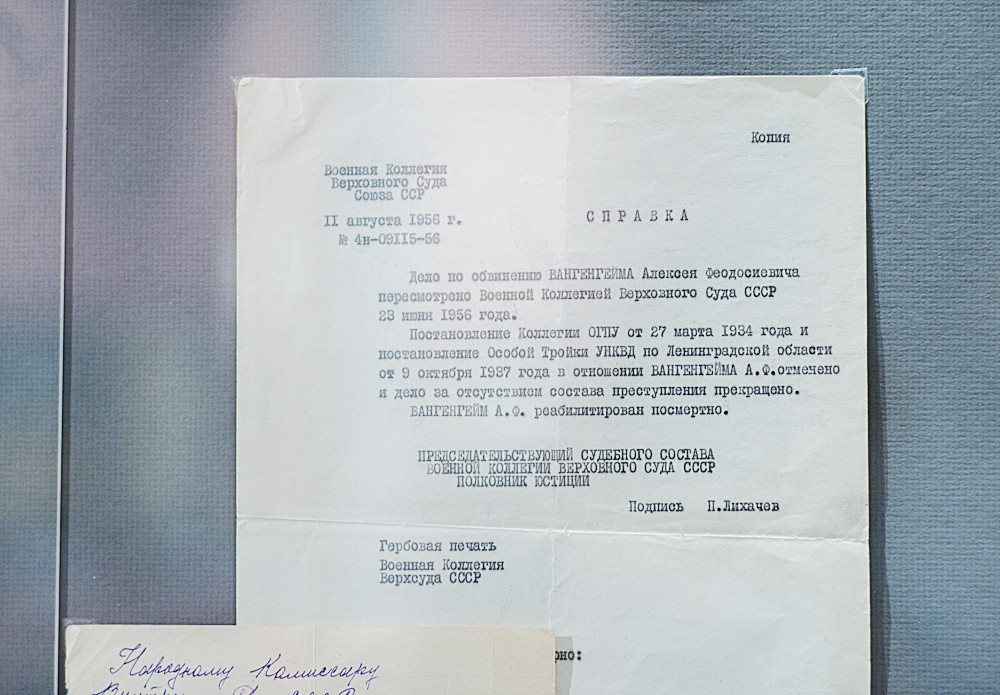 Копия
Военная Коллегия
Верховного Суда
Союза ССР
II августа 1956 г.
№ 4н-09115-56
СПРАВКА
Дело по обвинению ВАНГЕНГЕЙМА Алексея Феодосиевича
пересмотрено Военной Коллегией Верховного Суда СССР
23 июня 1956 года.
Постановление Коллегии ОГПУ от 27 марта 1934 года и
постановление Особой Тройки УНКВД по Ленинградской области
от 9 октября 1937 года в отношении ВАНГЕНГЕЙМА А.Ф.отменено
и дело за отсутствием состава преступления прекращено.
ВАНГЕНГЕЙМ А.Ф. реабилитирован посмертно.
ПРЕДСЕДАТЕЛЬСТВУЮЩИЙ СУДЕБНОГО СОСТАВА
ВОЕННОЙ КОЛЛЕГИИ ВЕРХОВНОГО СУДА СССР
ПОЛКОВНИК ЮСТИЦИИ
Подпись П.Лихачев
Гербовая печать
Военная Коллегия
Верхсуда СССР
Народному Комиссару